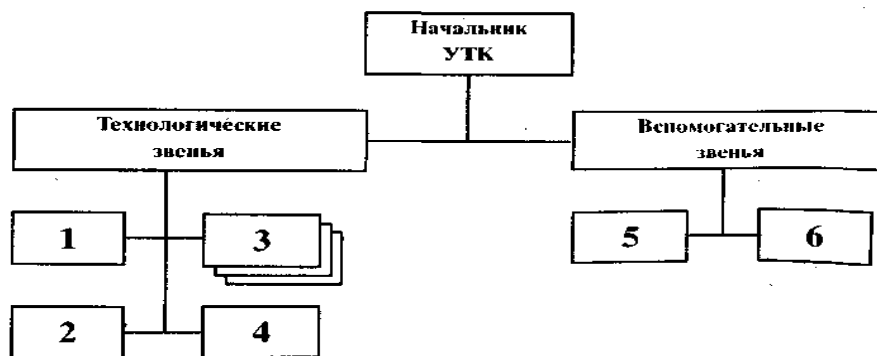 Начальник
УТК
Технологические
звенья
Вспомогательные
звенья
1
3
5
6
2
4